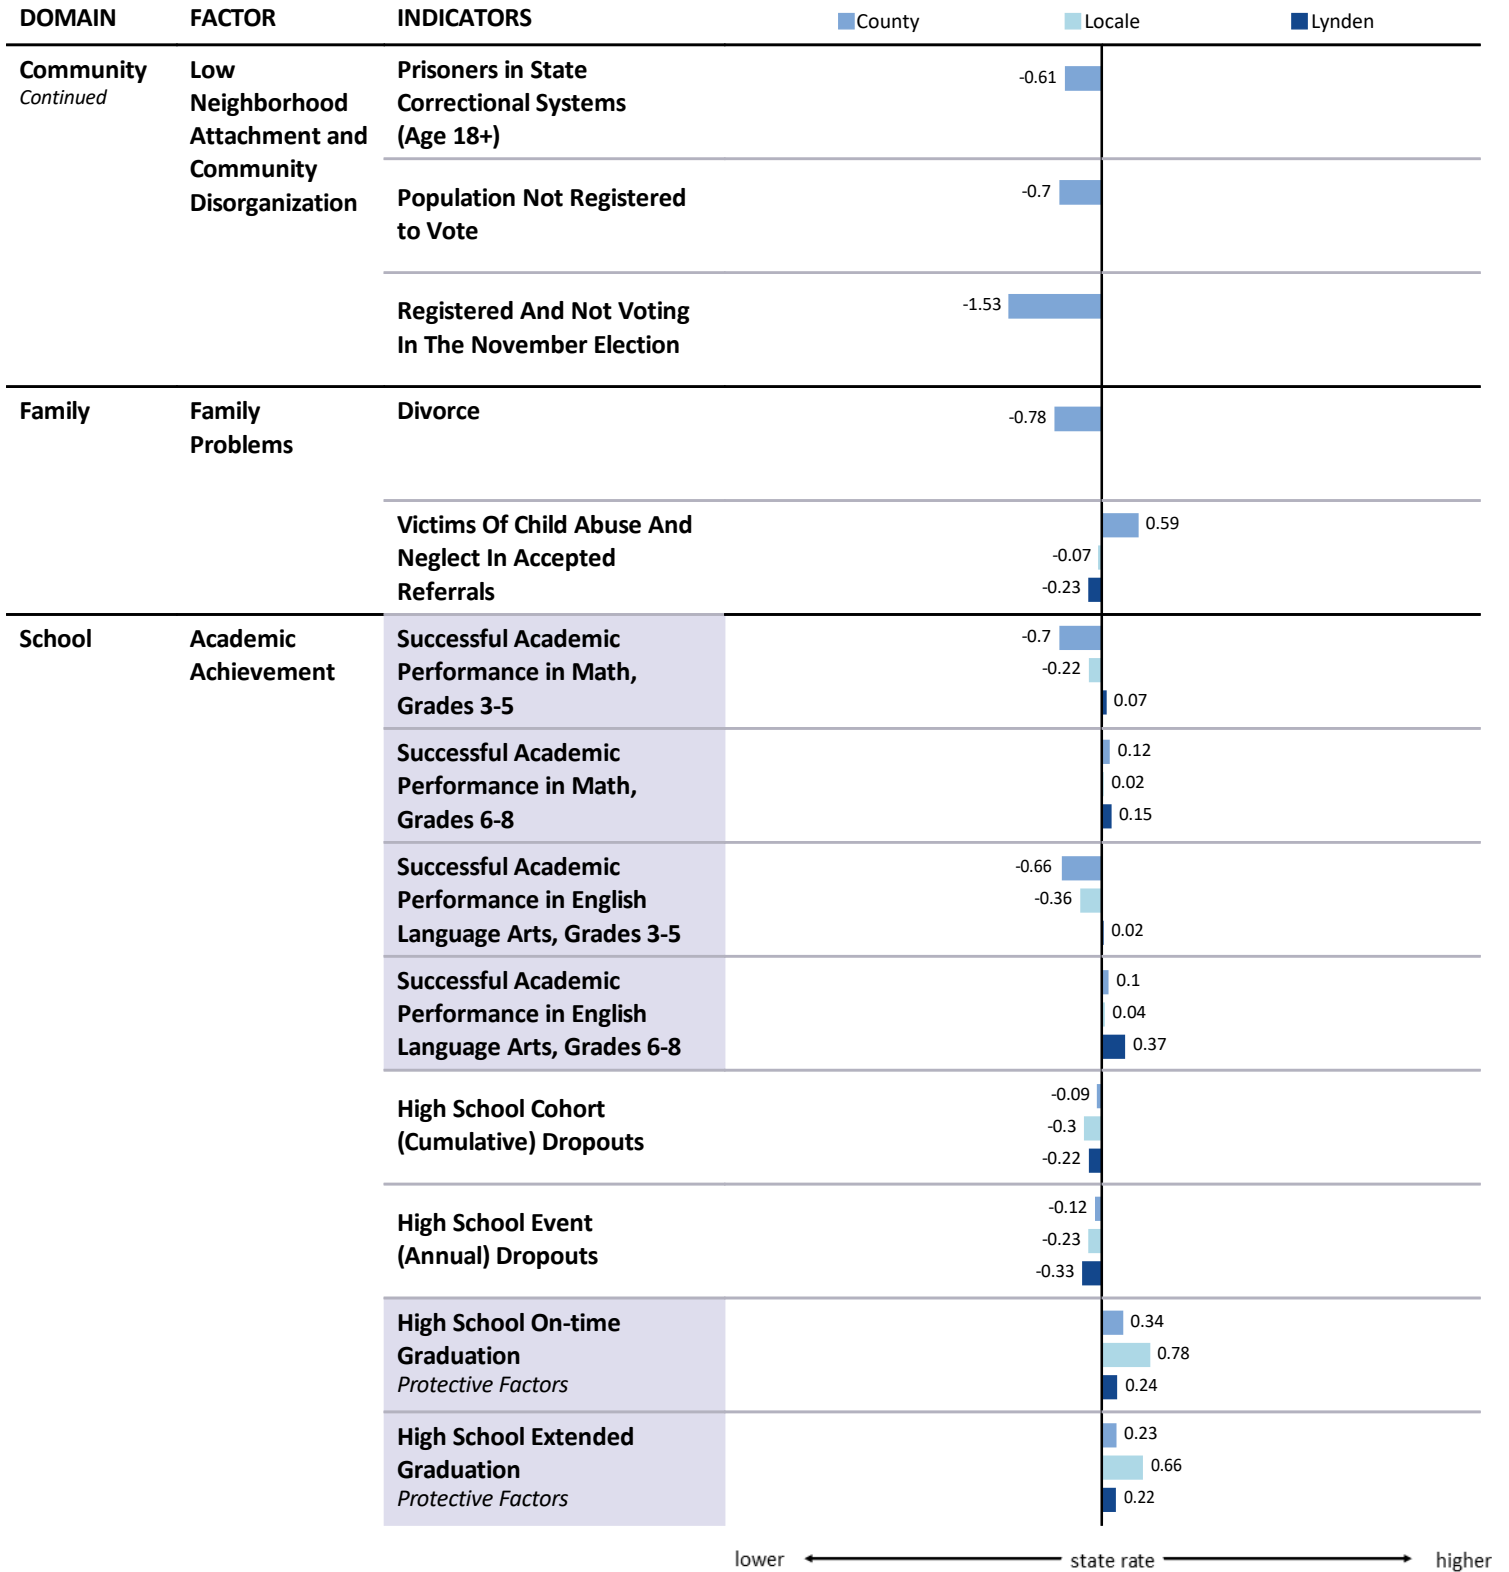 DOMAIN FACTOR INDICATORS County Locale Lynden
Community
Continued
Low
Neighborhood
Attachment and
Community
Disorganization
Prisoners in State
Correctional Systems
(Age 18+)
-0.61
Population Not Registered
to Vote
-0.7
Registered And Not Voting
In The November Election
-1.53
Family
Family
Problems
Divorce
-0.78
Victims Of Child Abuse And
Neglect In Accepted
Referrals
0.59
-0.07
-0.23
School
Academic
Achievement
Successful Academic
Performance in Math,
Grades 3-5
-0.7
-0.22
0.07
Successful Academic
Performance in Math,
Grades 6-8
0.12
0.02
0.15
Successful Academic
Performance in English
Language Arts, Grades 3-5
-0.66
-0.36
0.02
Successful Academic
Performance in English
Language Arts, Grades 6-8
0.1
0.04
0.37
High School Cohort
(Cumulative) Dropouts
-0.09
-0.3
-0.22
High School Event
(Annual) Dropouts
-0.12
-0.23
-0.33
High School On-time
Graduation
Protective Factors
0.34
0.78
0.24
High School Extended
Graduation
Protective Factors
0.23
0.66
0.22
lower state rate higher